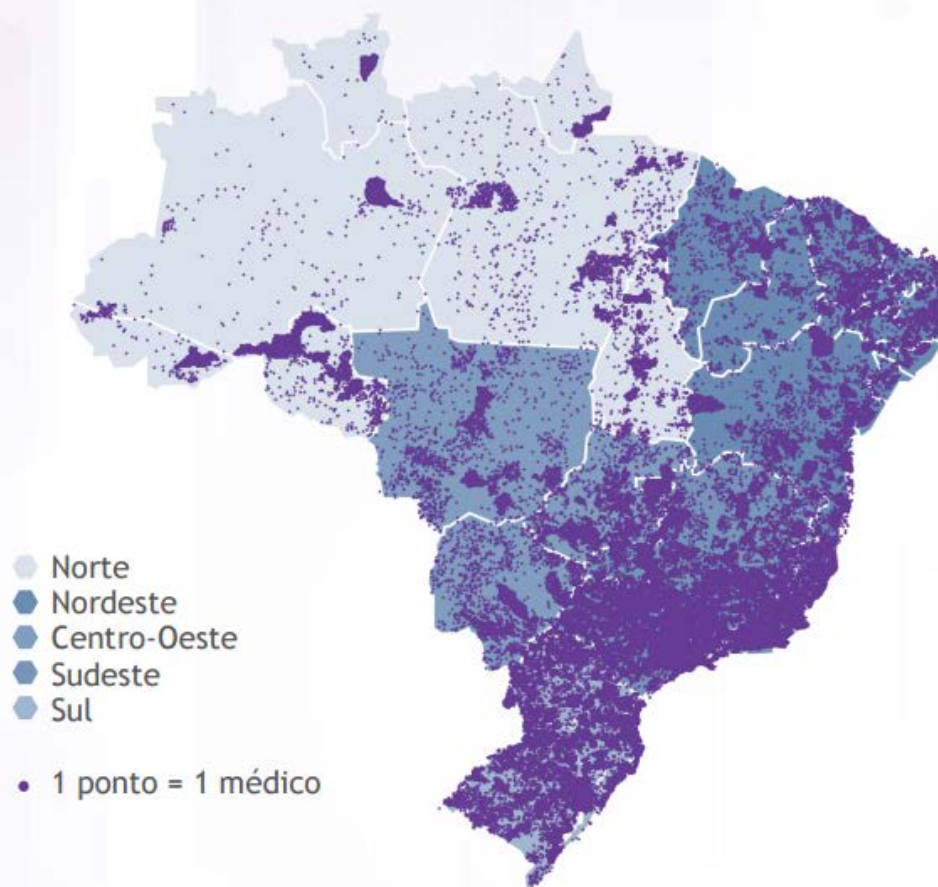 Norte
Nordeste
Centro-Oeste
Sudeste
Sul
1 ponto = 1 médico